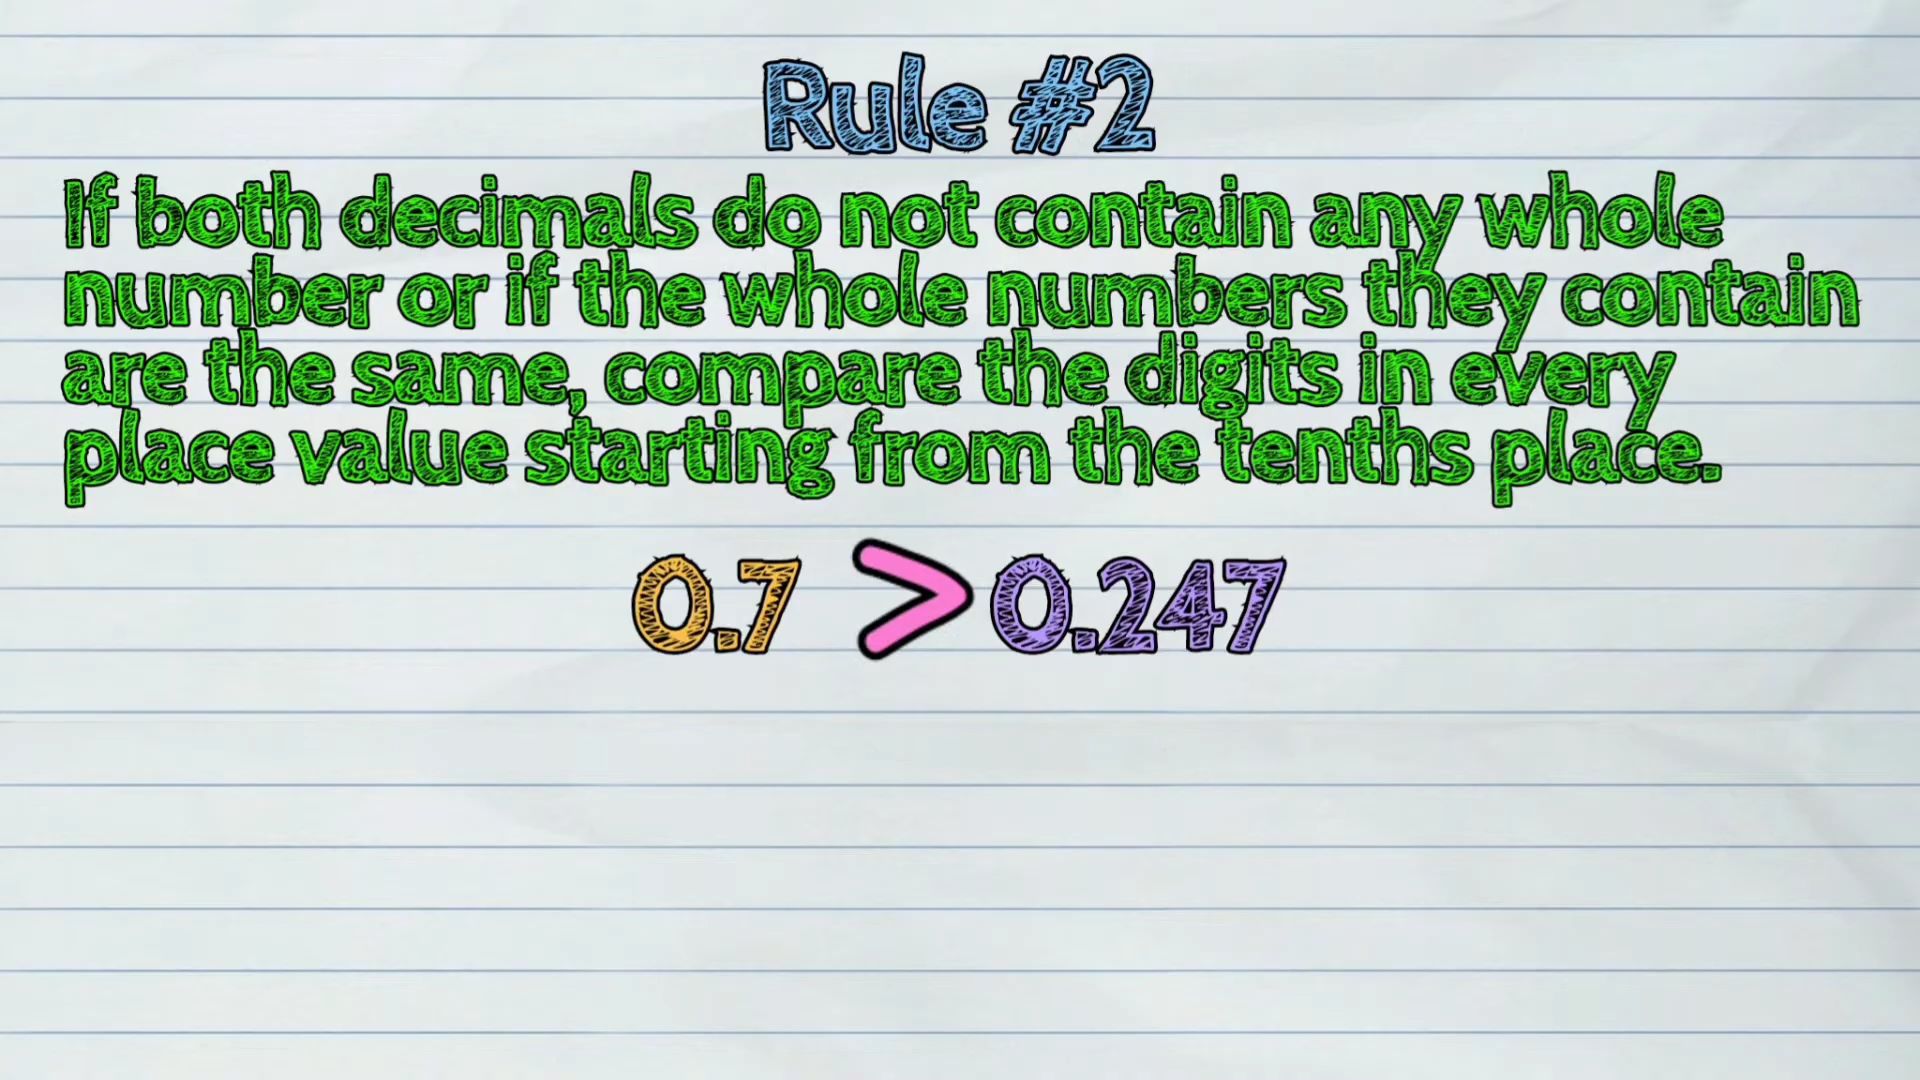 Rule #2
If both decimals do not contain any whole
number or if the whole numbers they contain
are the same, compare the digits in every
place value starting from the tenths place.
0.7 > 0.247